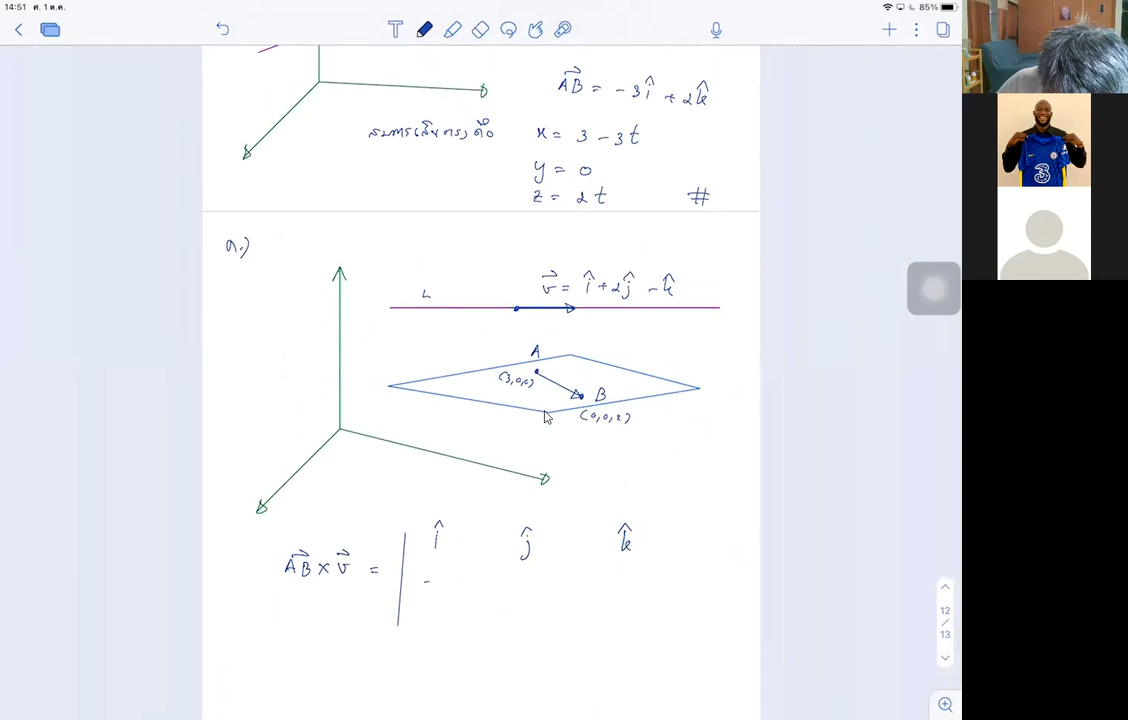 14:51 ศ. 1 ต.ค.
85%
T
AB = -3î + 2k̂
สมการเส้นตรงคือ
x = 3 - 3t
y = 0
z = 2t #
ค.)
v = î + 2ĵ - k̂
L
A
(3,0,0)
B
(0,0,2)
î ĵ k̂
AB × v = |
-
12
/
13
3